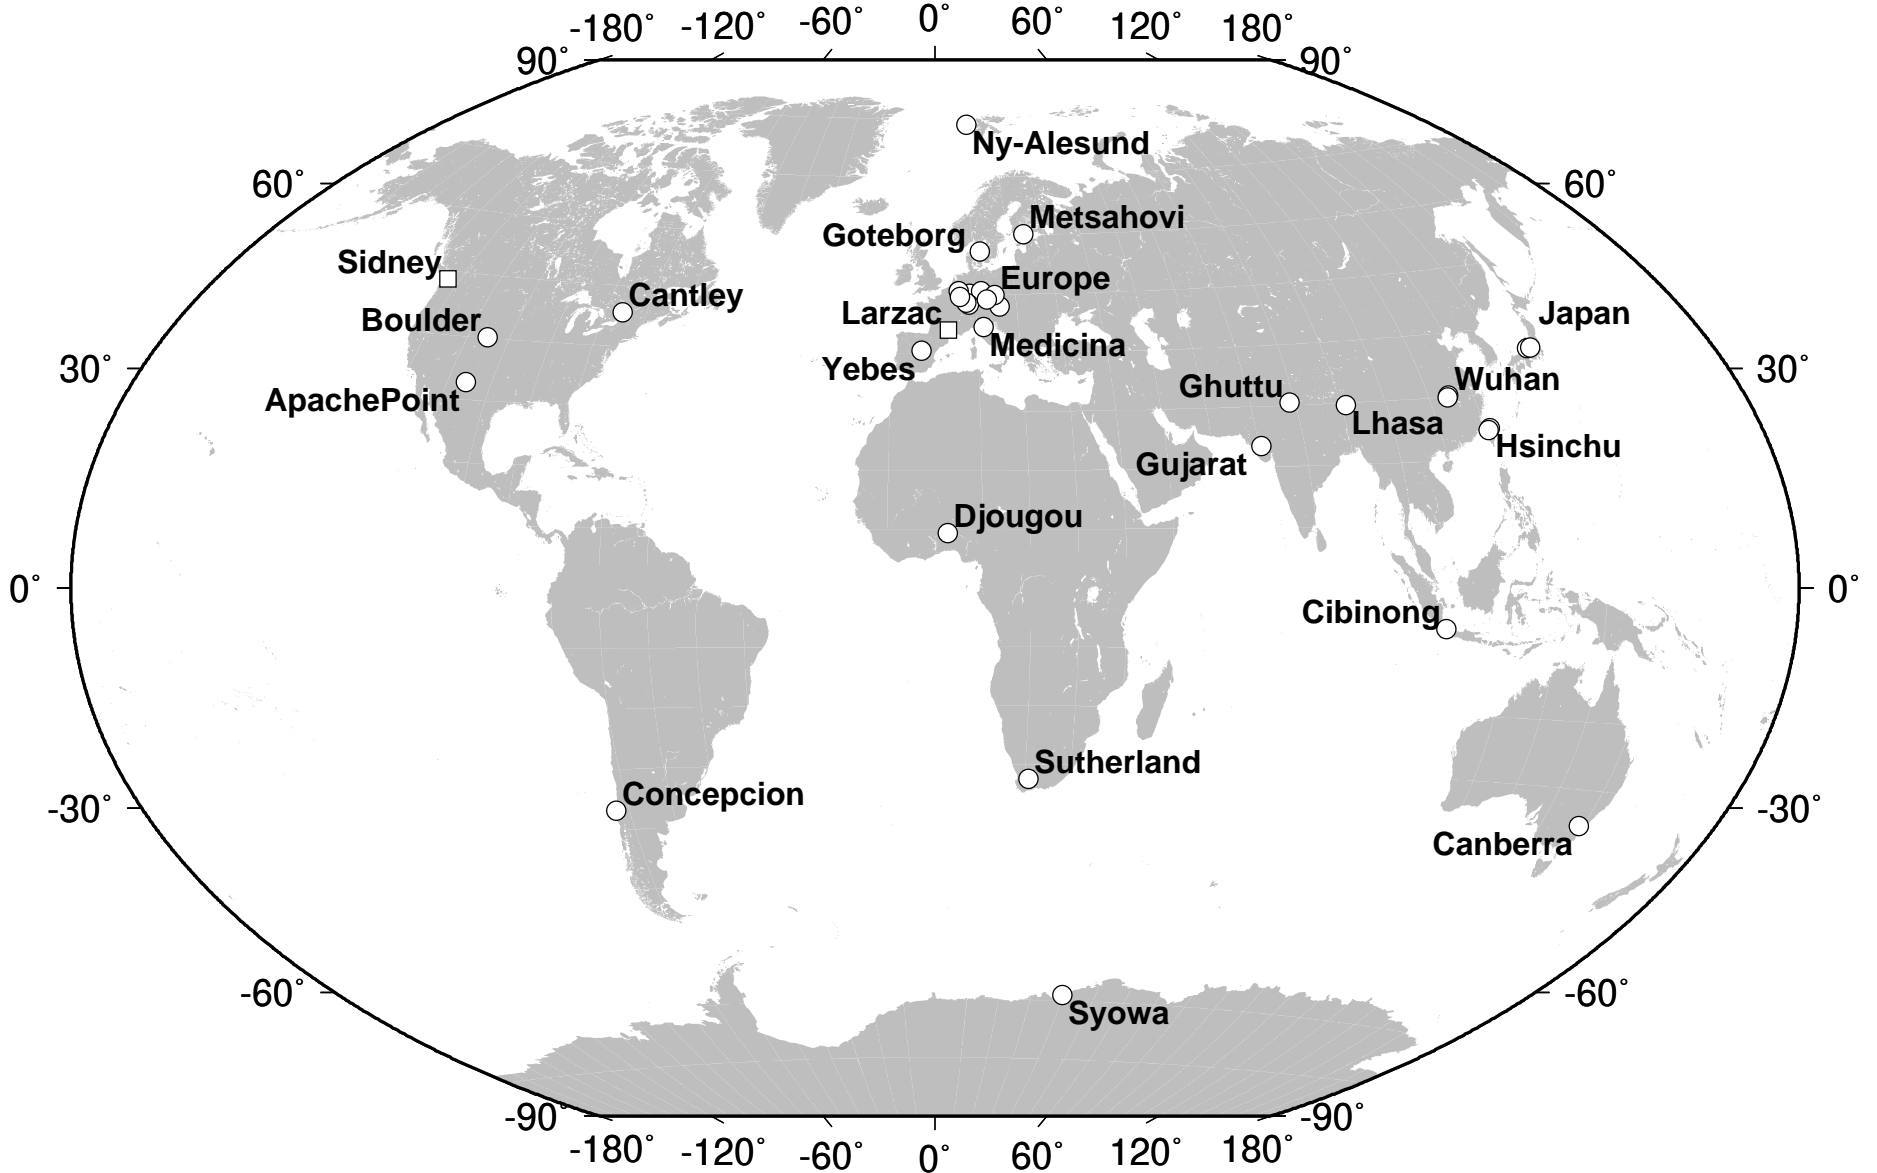 -180° -120° -60° 0° 60° 120° 180°
90° 90°
Ny-Alesund
60° 60°
Metsahovi
Goteborg
Sidney
Europe
Cantley
Larzac
Japan
Boulder
Medicina
30° Yebes 30°
Wuhan
Ghuttu
ApachePoint
Lhasa
Hsinchu
Gujarat
Djougou
0° 0°
Cibinong
Sutherland
Concepcion
-30° -30°
Canberra
-60° -60°
Syowa
-90° -90°
-180° -120° -60° 0° 60° 120° 180°